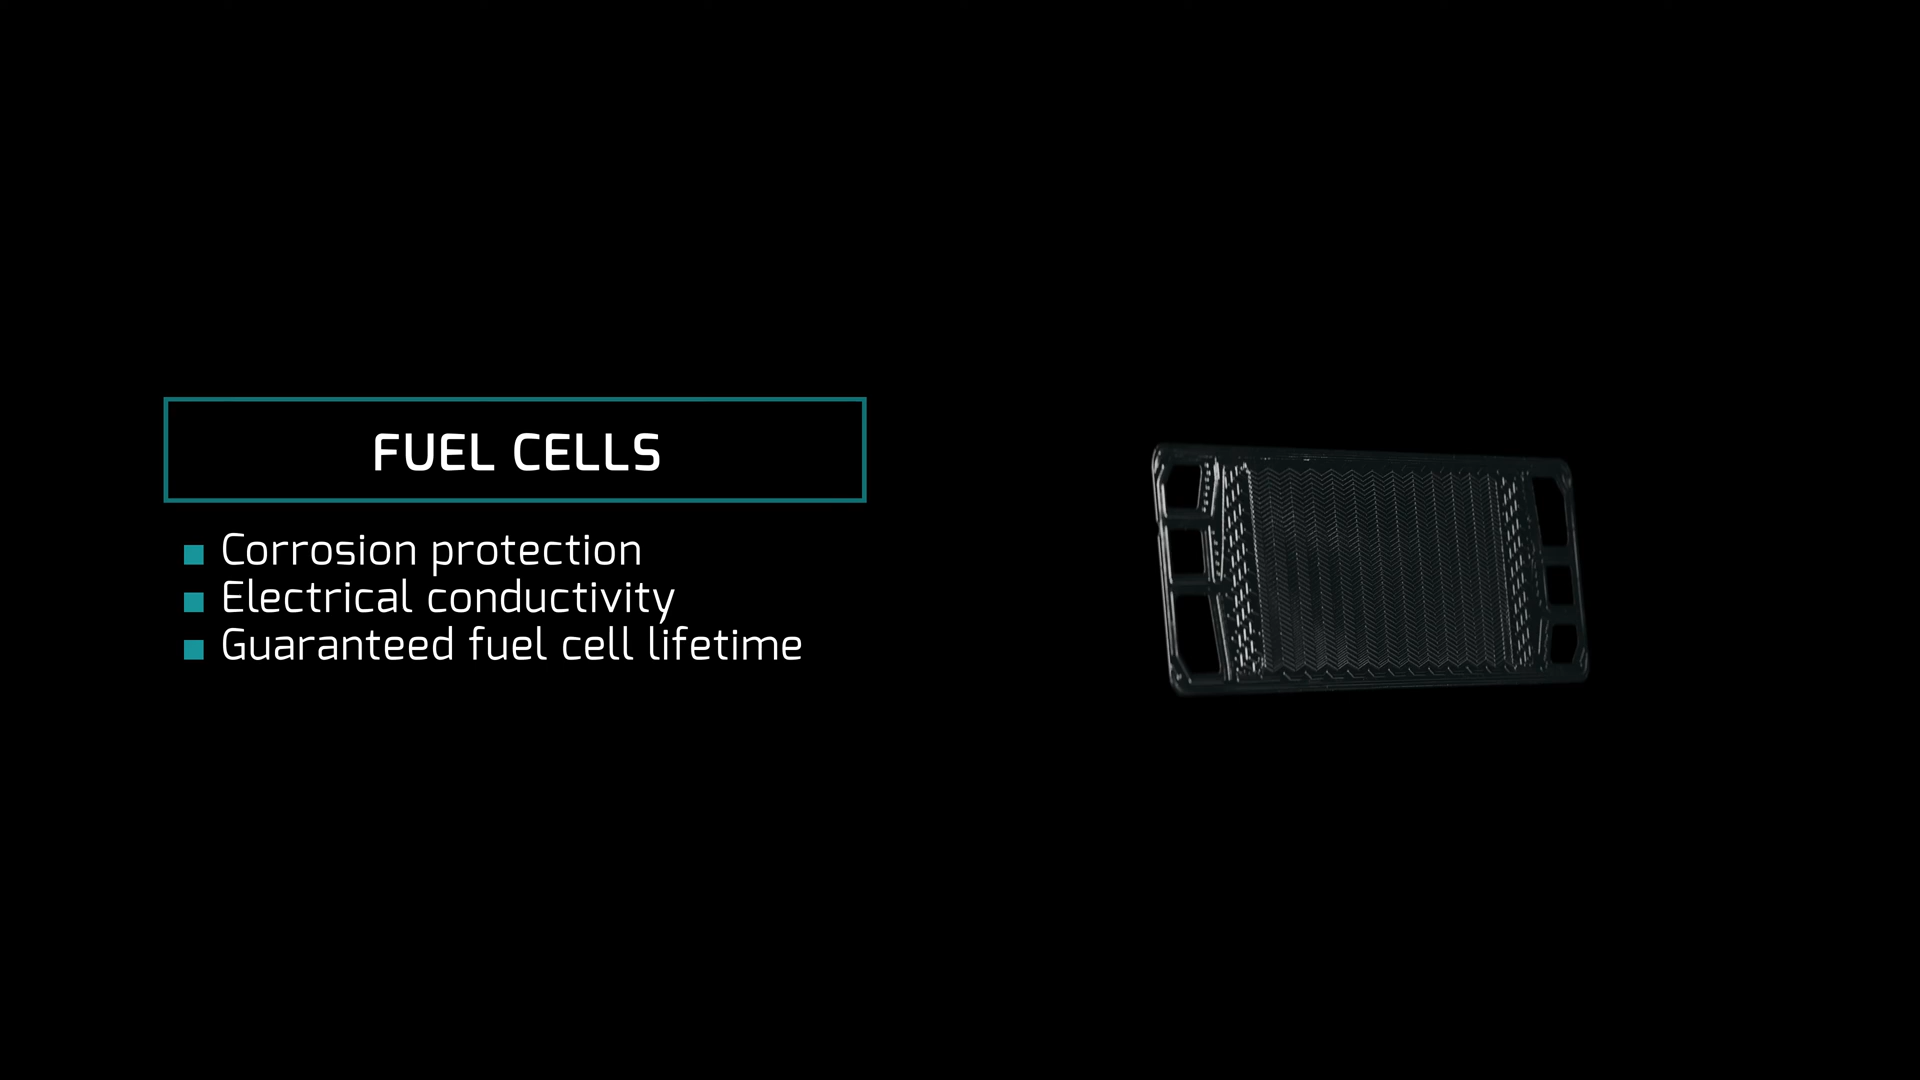 FUEL CELLS
Corrosion protection
Electrical conductivity
Guaranteed fuel cell lifetime